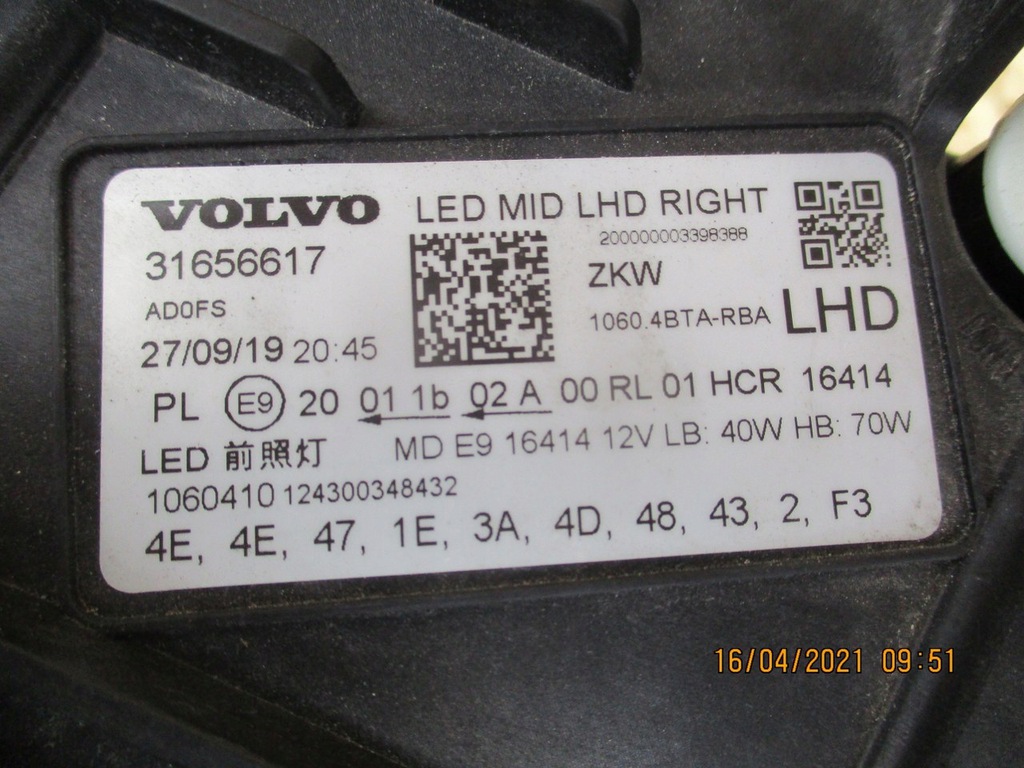 VOLVO LED MID LHD RIGHT
200000003398388
31656617 ZKW
AD0FS 1060.4BTA-RBA LHD
27/09/19 20:45
PL E9 20 01 1b 02 A 00 RL 01 HCR 16414
LED 前照灯 MD E9 16414 12V LB: 40W HB: 70W
1060410 124300348432
4E, 4E, 47, 1E, 3A, 4D, 48, 43, 2, F3
16/04/2021 09:51